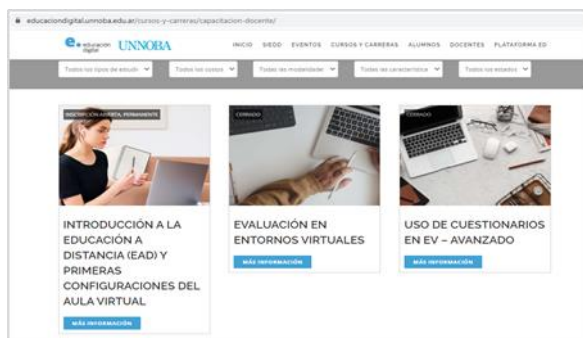 educaciondigital.unnoba.edu.ar/cursos-y-carreras/capacitacion-docente/
e educación digital UNNOBA INICIO SIEDD EVENTOS CURSOS Y CARRERAS ALUMNOS DOCENTES PLATAFORMA ED
Todos los tipos de estudi Todos los cursos Todas las modalidades Todas las característica Todos los estados
INSCRIPCIÓN ABIERTA, PERMANENTE
INTRODUCCIÓN A LA
EDUCACIÓN A
DISTANCIA (EAD) Y
PRIMERAS
CONFIGURACIONES DEL
AULA VIRTUAL
MÁS INFORMACIÓN
CERRADO
EVALUACIÓN EN
ENTORNOS VIRTUALES
MÁS INFORMACIÓN
CERRADO
USO DE CUESTIONARIOS
EN EV – AVANZADO
MÁS INFORMACIÓN